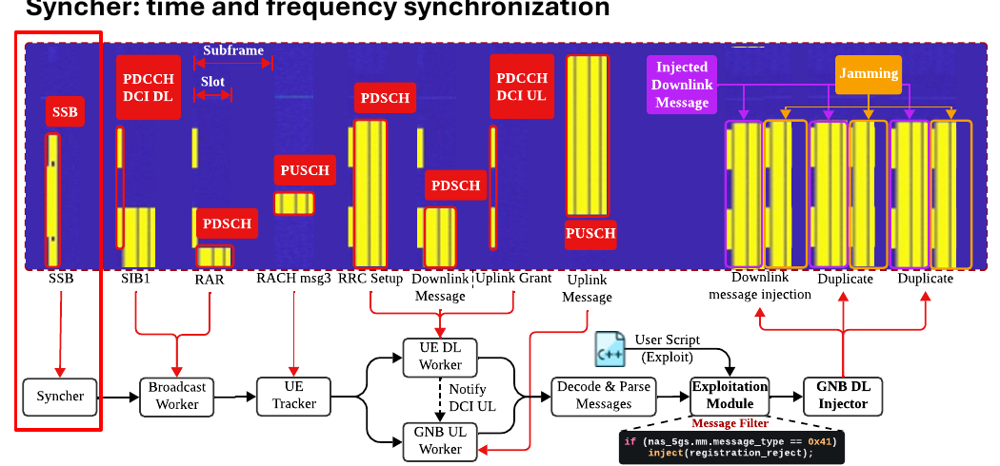 Syncher: time and frequency synchronization
Subframe
Slot
SSB
PDCCH
DCI DL
PDSCH
PUSCH
PDSCH
PDSCH
PDCCH
DCI UL
PUSCH
Injected
Downlink
Message
Jamming
SSB
SIB1
RAR
RACH msg3
RRC Setup
Downlink
Message
Uplink Grant
Uplink
Message
Downlink
message injection
Duplicate
Duplicate
Syncher
Broadcast
Worker
UE
Tracker
UE DL
Worker
Notify
DCI UL
GNB UL
Worker
Decode & Parse
Messages
C++
User Script
(Exploit)
Exploitation
Module
GNB DL
Injector
Message Filter
if (nas_5gs.mm.message_type == 0x41)
inject(registration_reject);